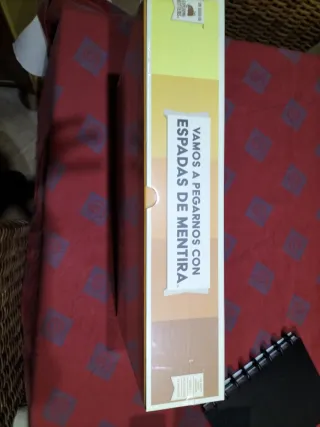 VAMOS A PEGARNOS CON
ESPADAS DE MENTIRA